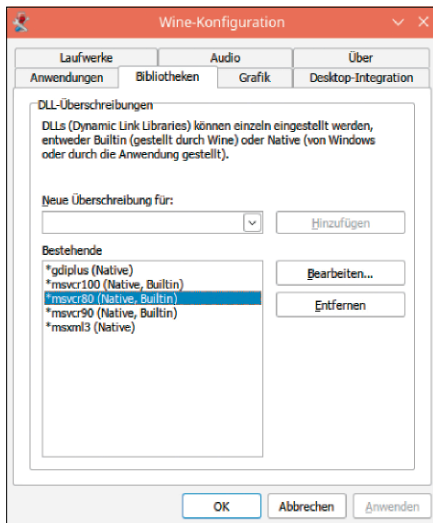 Wine-Konfiguration
Laufwerke Audio Über
Anwendungen Bibliotheken Grafik Desktop-Integration
DLL-Überschreibungen
DLLs (Dynamic Link Libraries) können einzeln eingestellt werden,
entweder Builtin (gestellt durch Wine) oder Native (von Windows
oder durch die Anwendung gestellt).
Neue Überschreibung für:
Hinzufügen
Bestehende
*gdiplus (Native)
Bearbeiten...
*msvcr100 (Native, Builtin)
*msvcr80 (Native, Builtin)
Entfernen
*msvcr90 (Native, Builtin)
*msxml3 (Native)
OK Abbrechen Anwenden